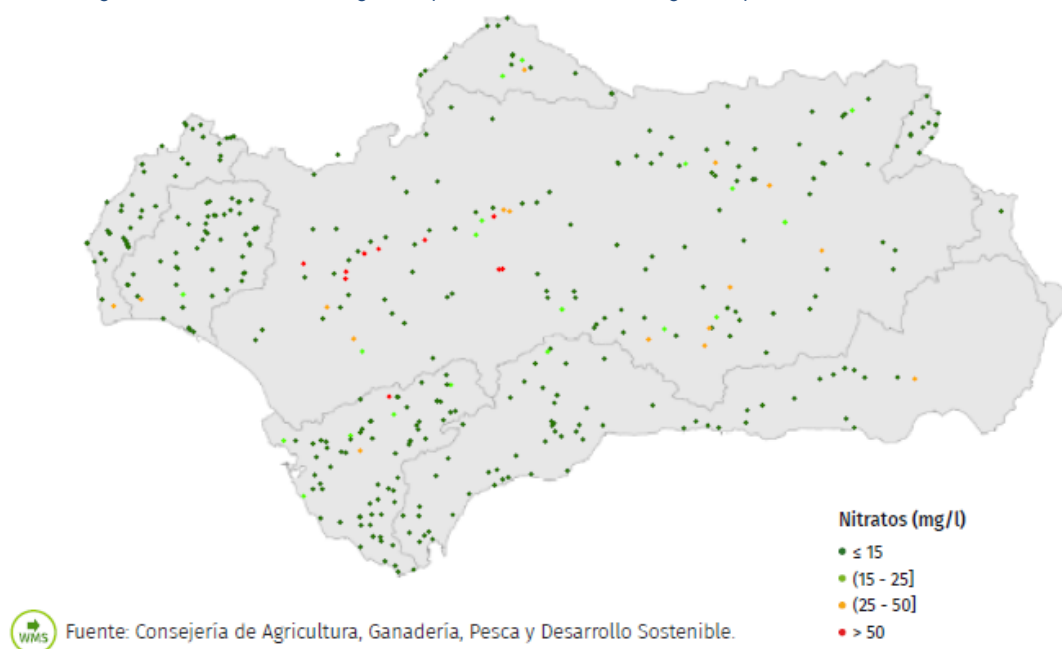 Nitratos (mg/l)
≤ 15
(15 - 25]
(25 - 50]
> 50
WMS
Fuente: Consejería de Agricultura, Ganadería, Pesca y Desarrollo Sostenible.